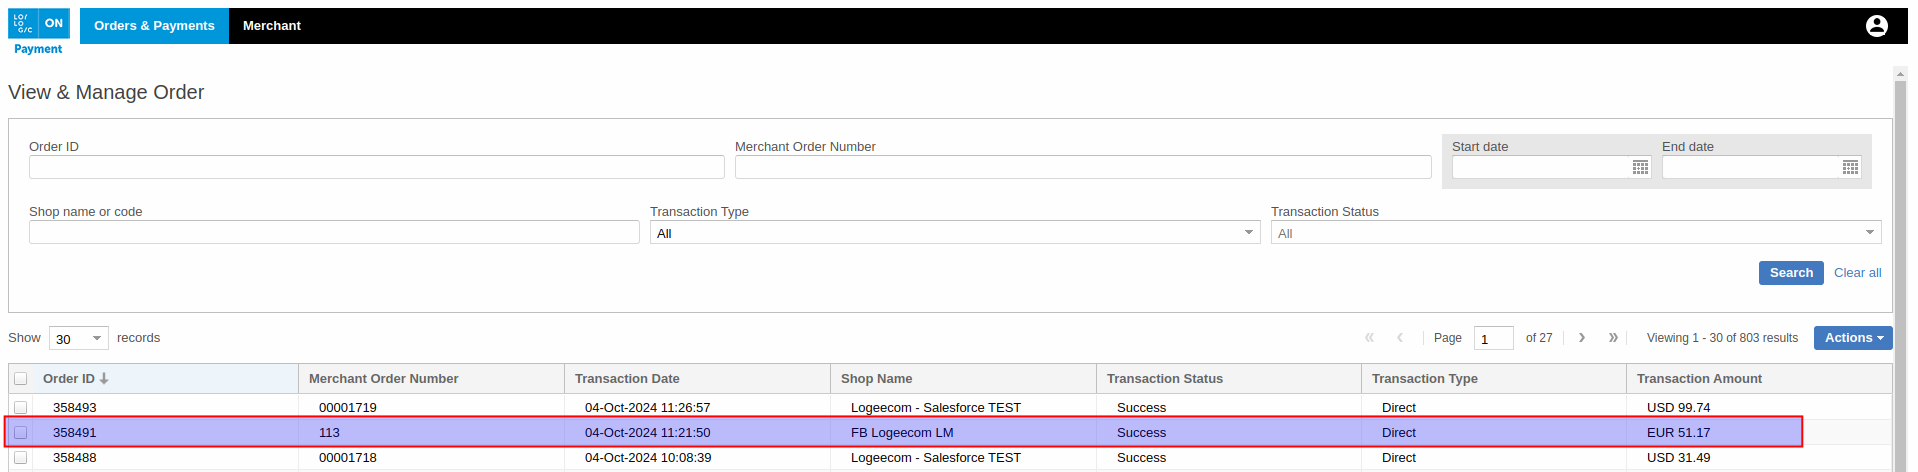 LO/ ON
LO
G/C
Payment
Orders & Payments Merchant
View & Manage Order
Order ID Merchant Order Number Start date End date
Shop name or code Transaction Type Transaction Status
All All
Search Clear all
Show 30 records « ‹ Page 1 of 27 › » Viewing 1 - 30 of 803 results Actions
Order ID Merchant Order Number Transaction Date Shop Name Transaction Status Transaction Type Transaction Amount
358493 00001719 04-Oct-2024 11:26:57 Logeecom - Salesforce TEST Success Direct USD 99.74
358491 113 04-Oct-2024 11:21:50 FB Logeecom LM Success Direct EUR 51.17
358488 00001718 04-Oct-2024 10:08:39 Logeecom - Salesforce TEST Success Direct USD 31.49